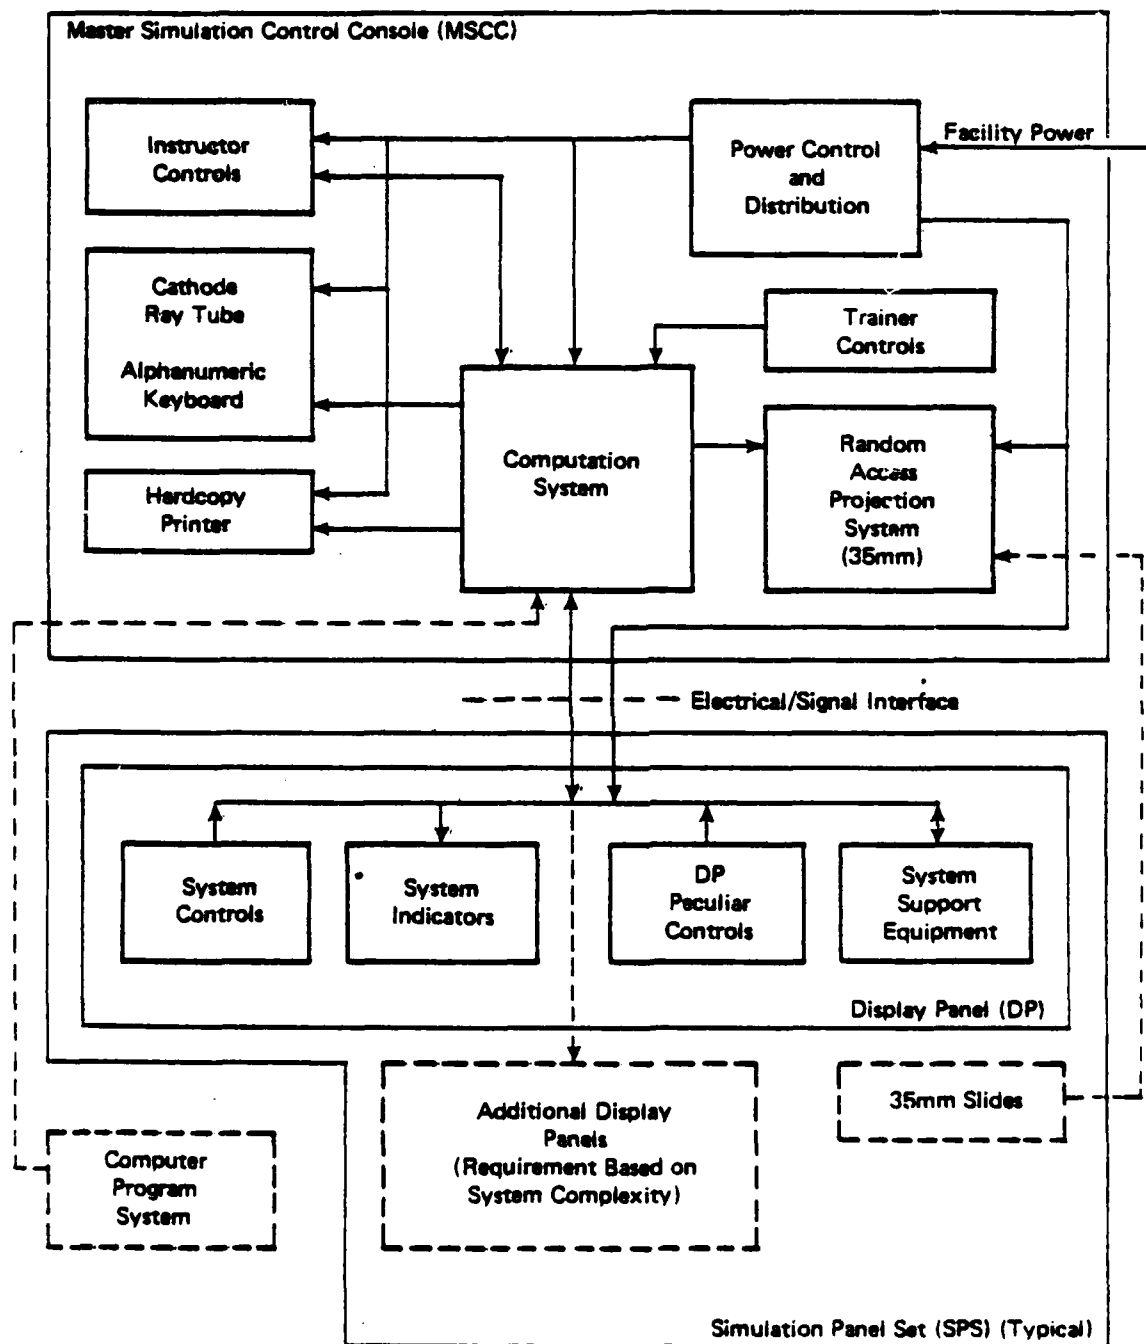 Master Simulation Control Console (MSCC)
Instructor
Controls
Power Control
and
Distribution
Facility Power
Cathode
Ray Tube
Alphanumeric
Keyboard
Trainer
Controls
Computation
System
Random
Access
Projection
System
(35mm)
Hardcopy
Printer
Electrical/Signal Interface
System
Controls
System
Indicators
DP
Peculiar
Controls
System
Support
Equipment
Display Panel (DP)
Additional Display
Panels
(Requirement Based on
System Complexity)
35mm Slides
Computer
Program
System
Simulation Panel Set (SPS) (Typical)